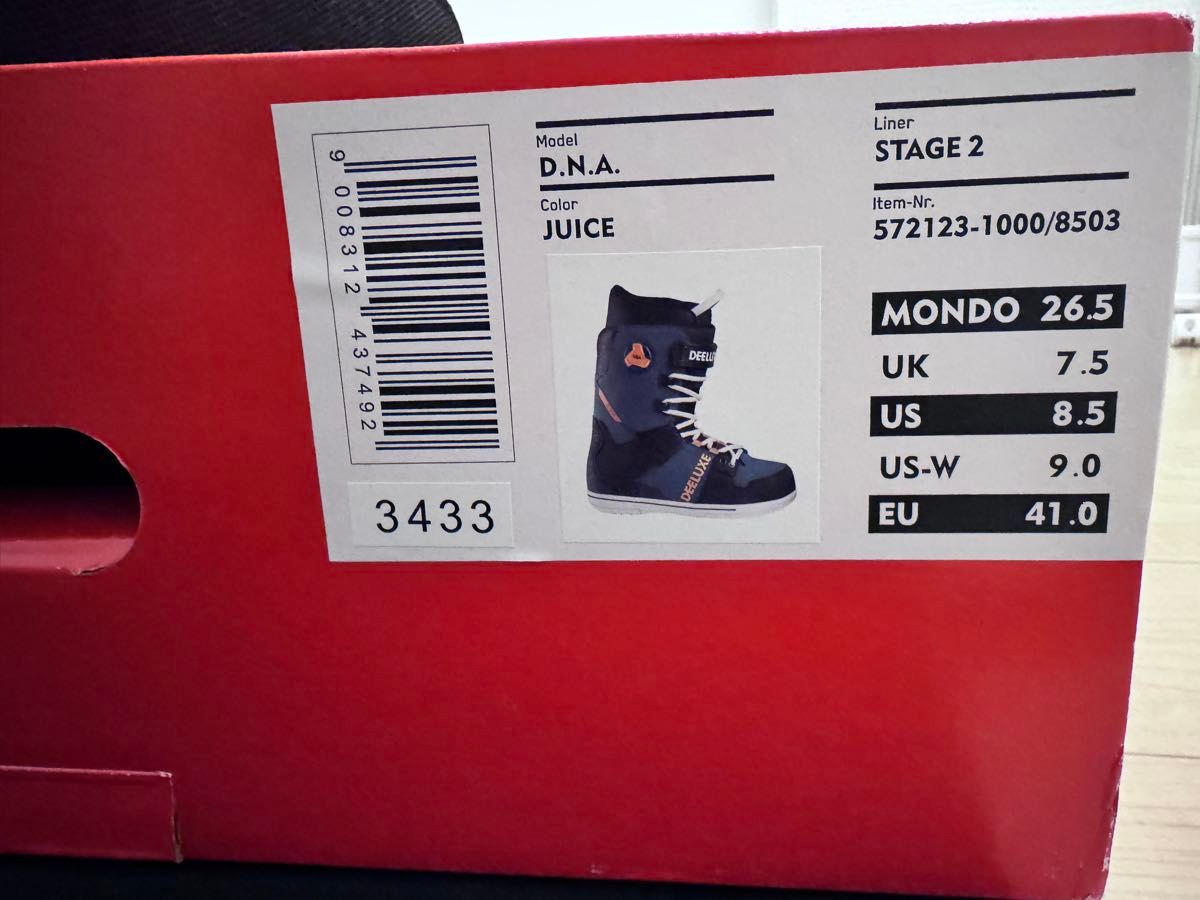 9 008312 437492
3433
Model
D.N.A.
Color
JUICE
DEELUXE
Liner
STAGE 2
Item-Nr.
572123-1000/8503
MONDO 26.5
UK 7.5
US 8.5
US-W 9.0
EU 41.0